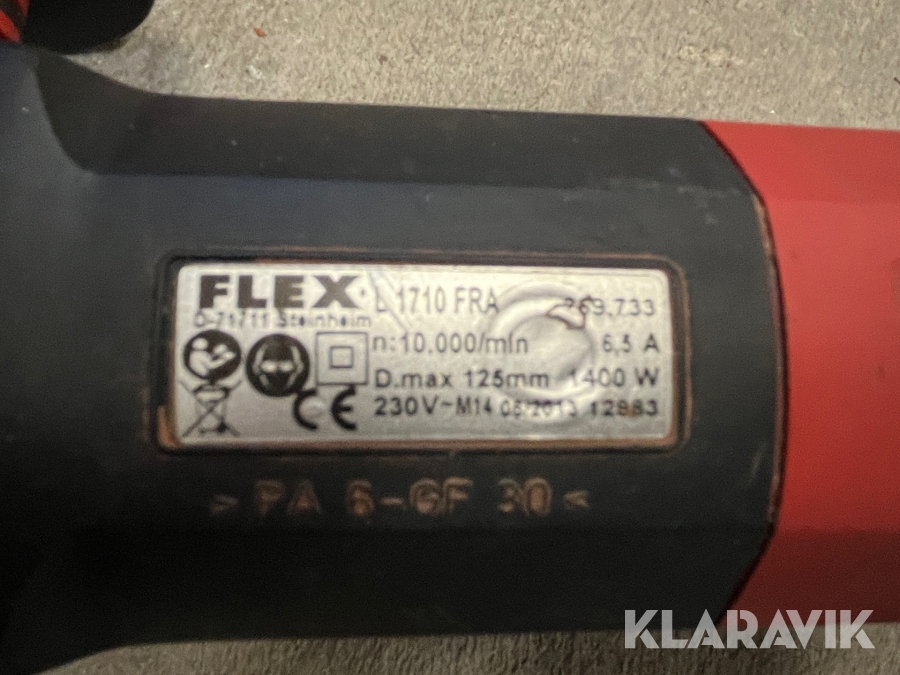 FLEX L 1710 FRA 269.733
D-71711 Steinheim
n:10.000/min 6,5 A
D.max 125mm 1400 W
230V~M14 12983
CE
> PA 6-GF 30 <
KLARAVIK